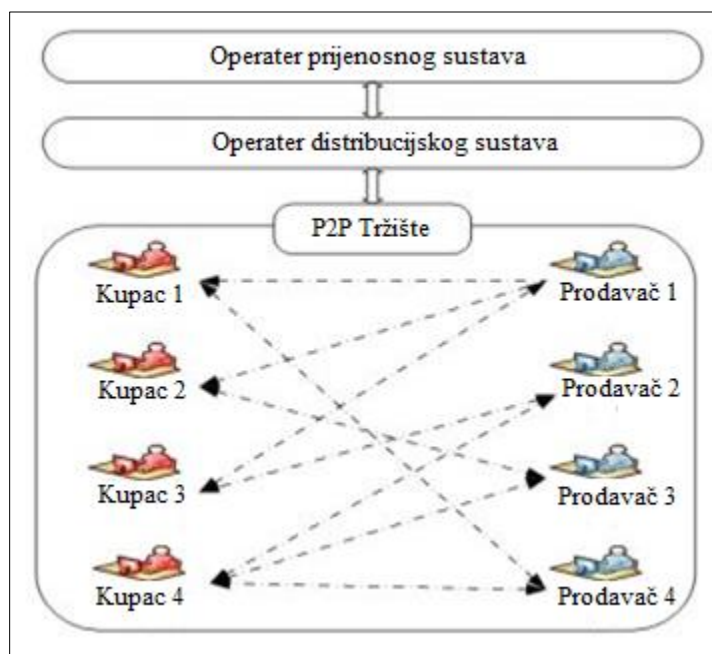 Operater prijenosnog sustava
Operater distribucijskog sustava
P2P Tržište
Kupac 1
Prodavač 1
Kupac 2
Prodavač 2
Kupac 3
Prodavač 3
Kupac 4
Prodavač 4